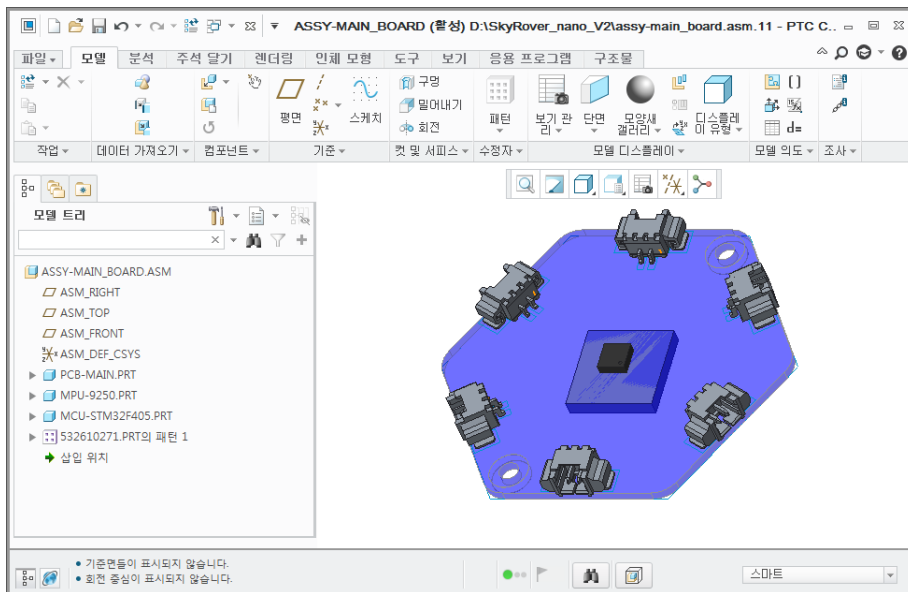 ASSY-MAIN_BOARD (활성) D:\SkyRover_nano_V2\assy-main_board.asm.11 - PTC C..
파일 모델 분석 주석 달기 렌더링 인체 모형 도구 보기 응용 프로그램 구조물
평면 스케치 구멍 밀어내기 회전 패턴 보기 관리 단면 모양새 갤러리 디스플레이 유형 d=
작업 데이터 가져오기 컴포넌트 기준 컷 및 서피스 수정자 모델 디스플레이 모델 의도 조사
모델 트리
ASSY-MAIN_BOARD.ASM
ASM_RIGHT
ASM_TOP
ASM_FRONT
ASM_DEF_CSYS
PCB-MAIN.PRT
MPU-9250.PRT
MCU-STM32F405.PRT
532610271.PRT의 패턴 1
삽입 위치
기준면들이 표시되지 않습니다.
회전 중심이 표시되지 않습니다.
스마트